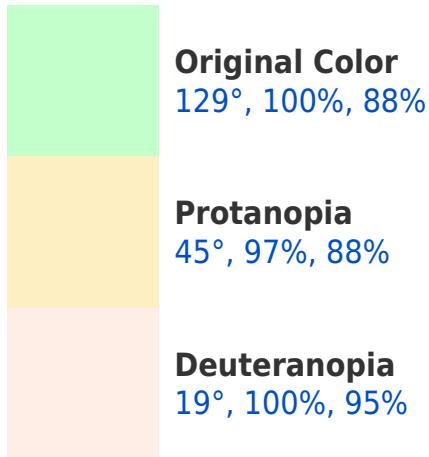 Original Color
129°, 100%, 88%
Protanopia
45°, 97%, 88%
Deuteranopia
19°, 100%, 95%